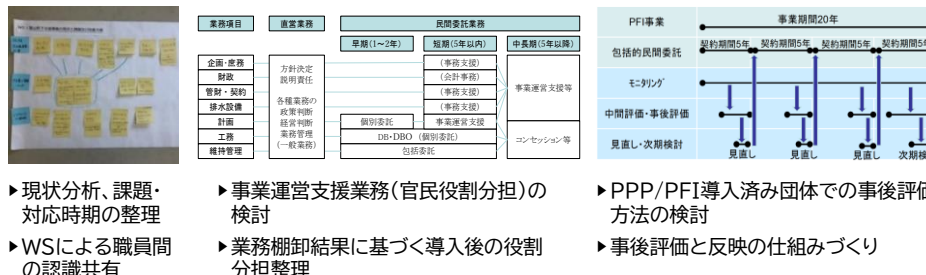 業務項目
直営業務
民間委託業務
早期(1～2年)
短期(5年以内)
中長期(5年以降)
企画・庶務
財政
管財・契約
排水設備
計画
工務
維持管理
方針決定
説明責任
各種業務の
政策判断
経営判断
業務管理
(一般業務)
(事務支援)
(会計事務)
(事務支援)
(事務支援)
個別委託
事業運営支援
DB・DBO (個別委託)
包括委託
事業運営支援等
コンセッション等
PFI事業
事業期間20年
包括的民間委託
契約期間5年
契約期間5年
契約期間5年
契約期間5年
モニタリング
中間評価・事後評価
見直し・次期検討
見直し
見直し
見直し
次期検
▶現状分析、課題・
対応時期の整理
▶WSによる職員間
の認識共有
▶事業運営支援業務(官民役割分担)の
検討
▶業務棚卸結果に基づく導入後の役割
分担整理
▶PPP/PFI導入済み団体での事後評価
方法の検討
▶事後評価と反映の仕組みづくり